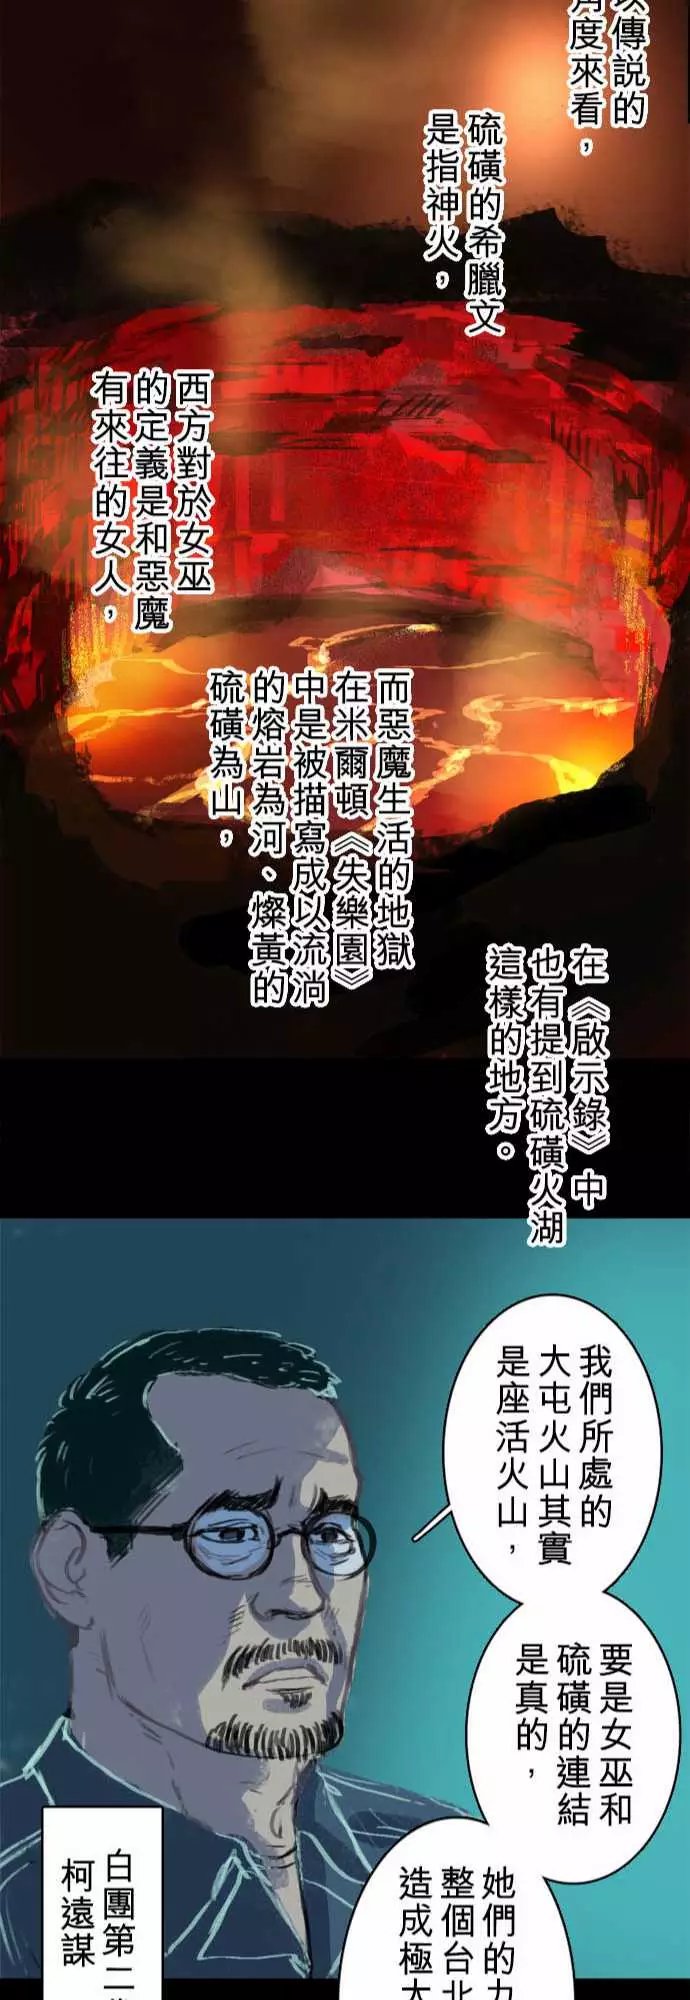 以傳說的
角度來看，
硫磺的希臘文
是指神火，
西方對於女巫
的定義是和惡魔
有來往的女人，
而惡魔生活的地獄
在米爾頓《失樂園》
中是被描寫成以流淌
的熔岩為河、燦黃的
硫磺為山，
在《啟示錄》中
也有提到硫磺火湖
這樣的地方。
我們所處的
大屯火山其實
是座活火山，
要是女巫和
硫磺的連結
是真的，
她們的力
整個台北
造成極大
白團第二
柯遠謀